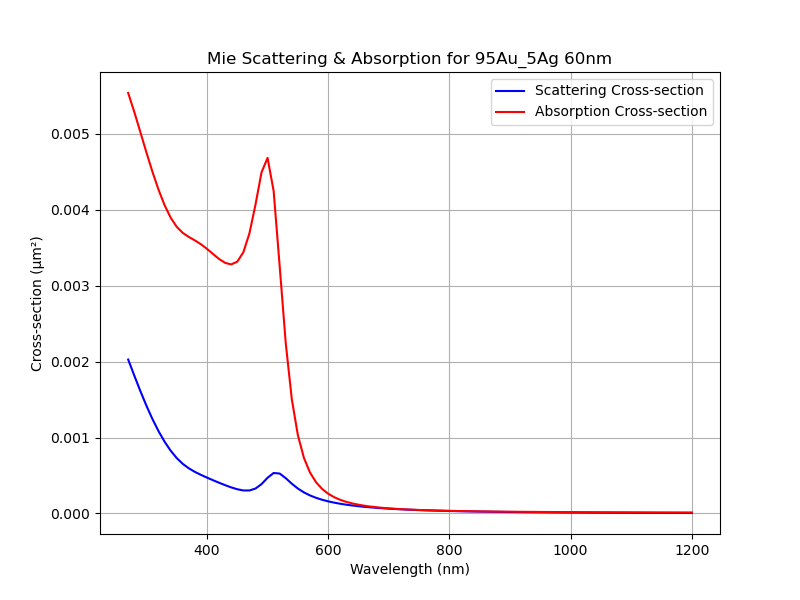 Mie Scattering & Absorption for 95Au_5Ag 60nm
Scattering Cross-section
Absorption Cross-section
Cross-section (μm²)
0.005
0.004
0.003
0.002
0.001
0.000
400 600 800 1000 1200
Wavelength (nm)